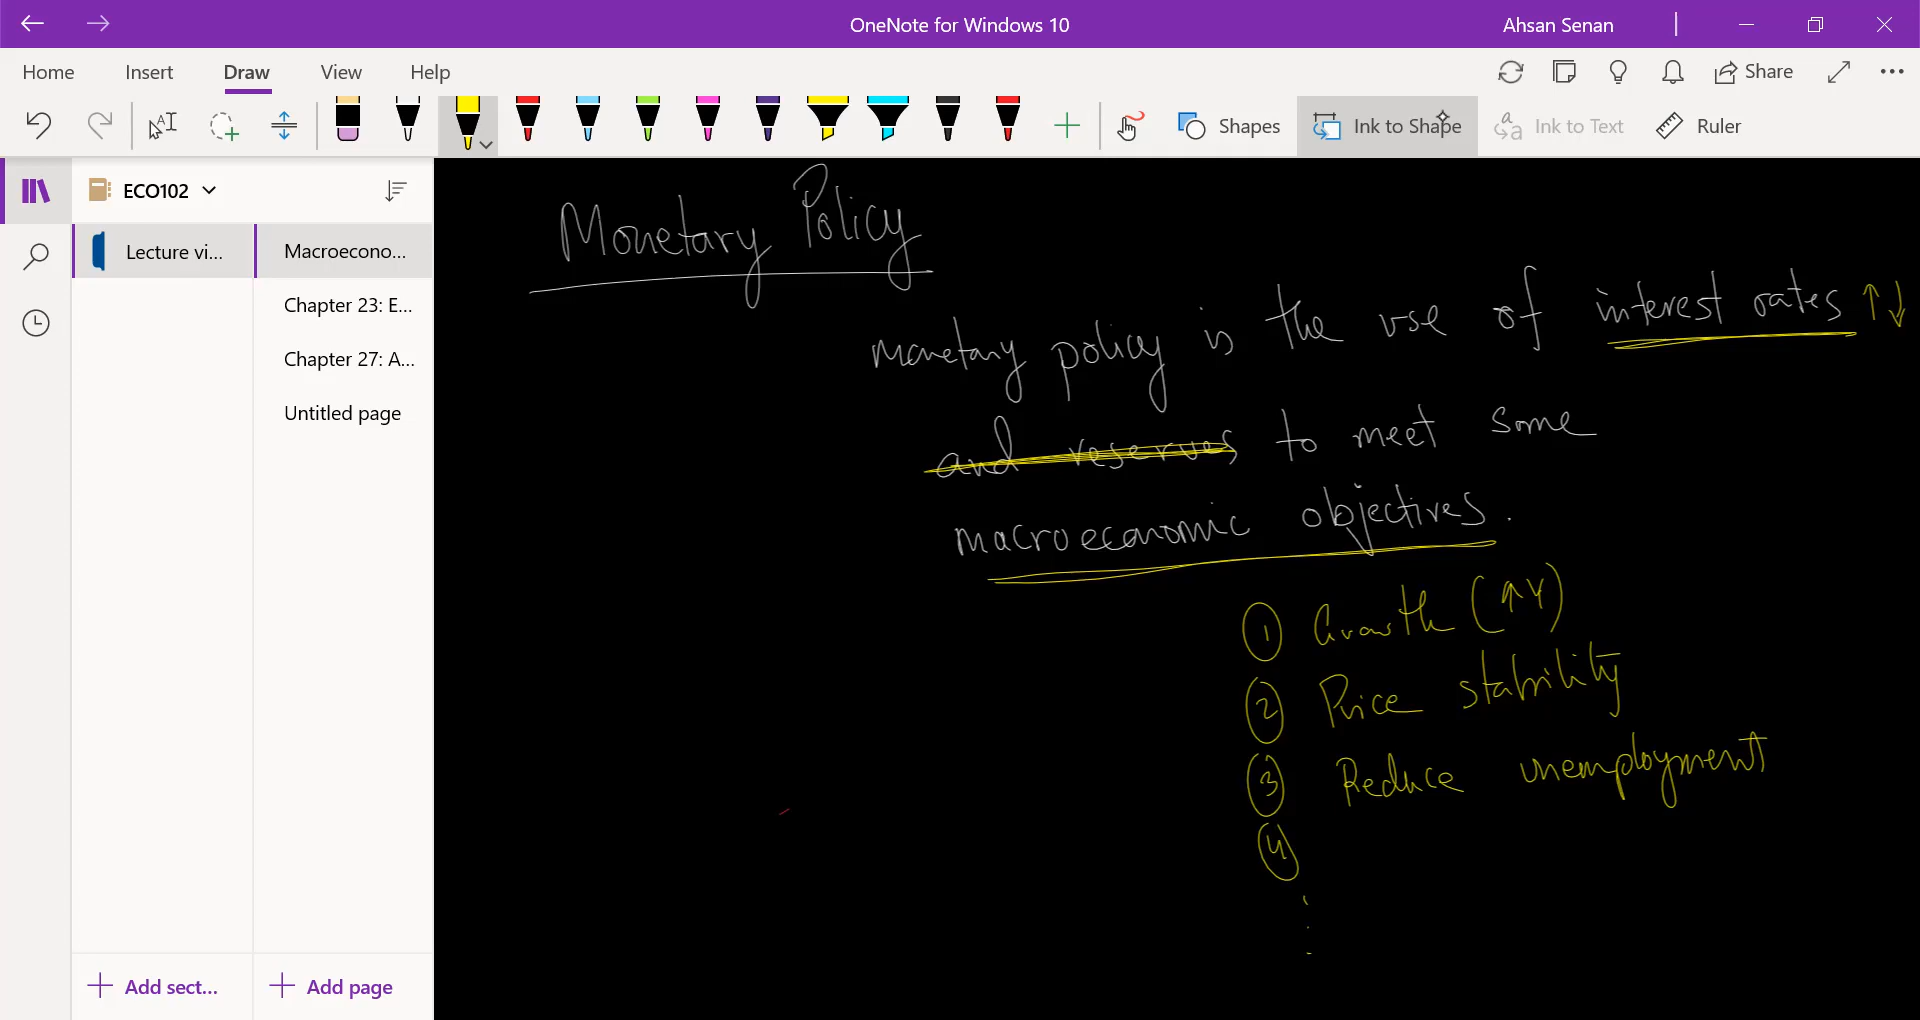 OneNote for Windows 10
Ahsan Senan
Home Insert Draw View Help
Share
Shapes Ink to Shape Ink to Text Ruler
ECO102
Lecture vi...
Macroecono...
Chapter 23: E...
Chapter 27: A...
Untitled page
Add sect...
Add page
Monetary Policy
Monetary policy is the use of interest rates ↑↓
and reserves to meet some
macroeconomic objectives.
① Growth (↑Y)
② Price stability
③ Reduce unemployment
④